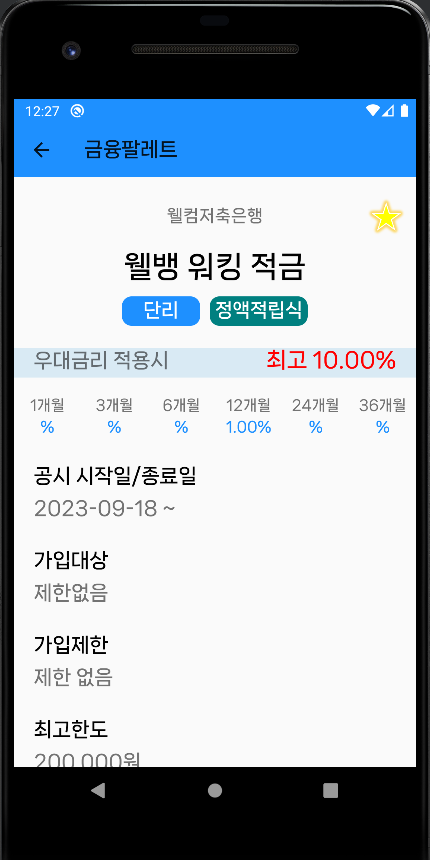 12:27
금융팔레트
웰컴저축은행
웰뱅 워킹 적금
단리 정액적립식
우대금리 적용시 최고 10.00%
1개월 3개월 6개월 12개월 24개월 36개월
% % % 1.00% % %
공시 시작일/종료일
2023-09-18 ~
가입대상
제한없음
가입제한
제한 없음
최고한도
200,000원